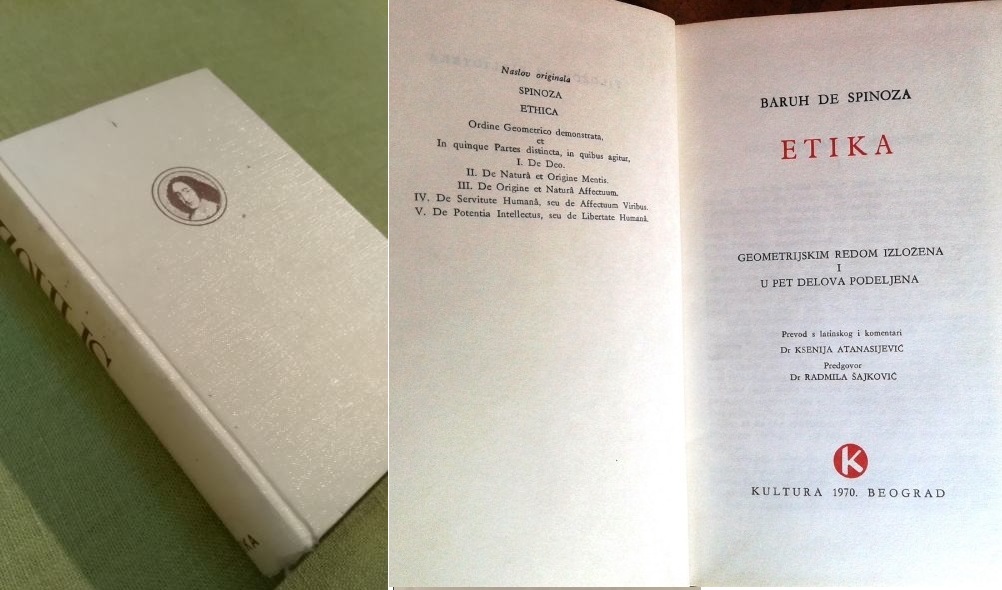 Naslov originala
SPINOZA
ETHICA
Ordine Geometrico demonstrata,
et
In quinque Partes distincta, in quibus agitur,
I. De Deo.
II. De Naturâ et Origine Mentis.
III. De Origine et Naturâ Affectuum.
IV. De Servitute Humanâ, seu de Affectuum Viribus.
V. De Potentia Intellectus, seu de Libertate Humanâ.
BARUH DE SPINOZA
ETIKA
GEOMETRIJSKIM REDOM IZLOŽENA
I
U PET DELOVA PODELJENA
Prevod s latinskog i komentari
Dr KSENIJA ATANASIJEVIĆ
Predgovor
Dr RADMILA ŠAJKOVIĆ
K
KULTURA 1970. BEOGRAD